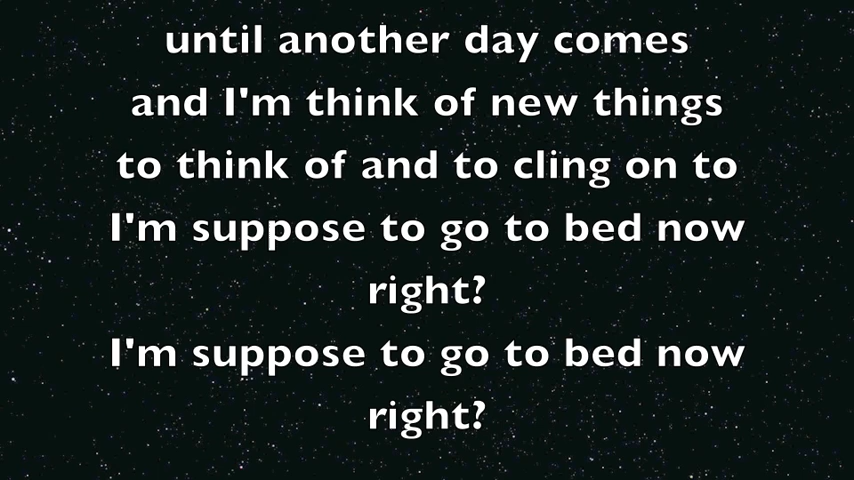 until another day comes
and I'm think of new things
to think of and to cling on to
I'm suppose to go to bed now
right?
I'm suppose to go to bed now
right?